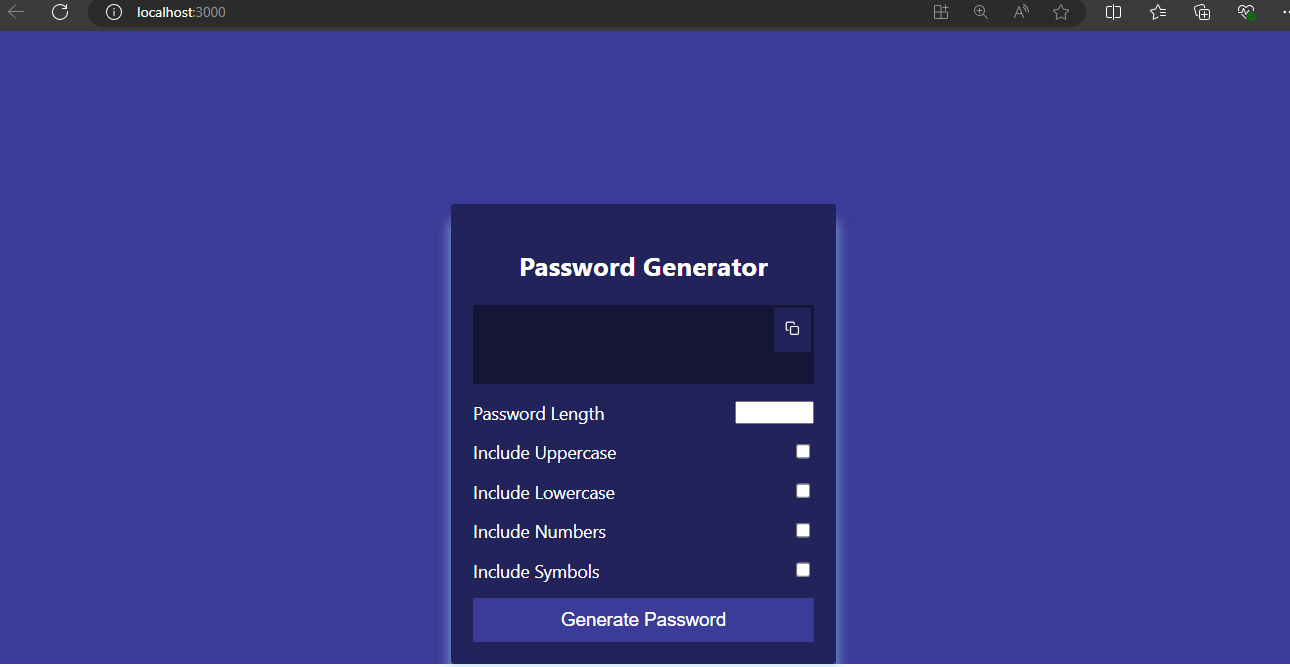 localhost:3000
Password Generator
Password Length
Include Uppercase
Include Lowercase
Include Numbers
Include Symbols
Generate Password